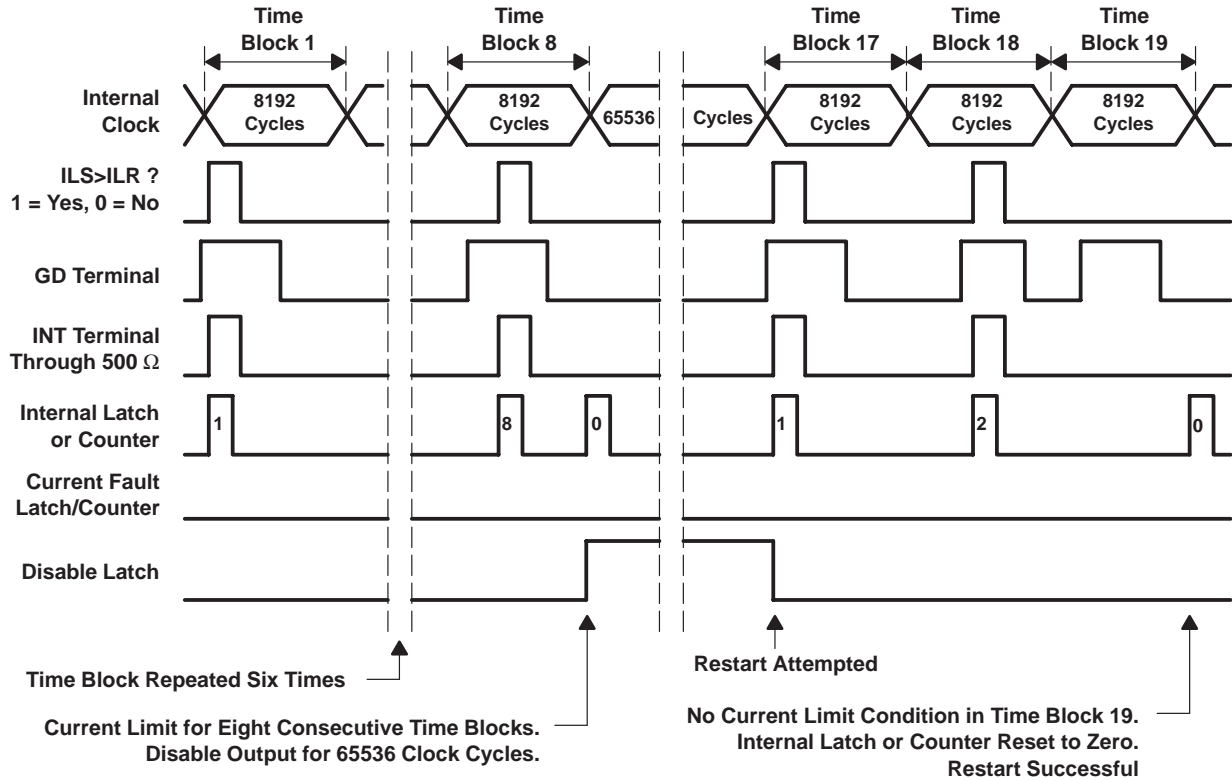 Time
Block 1
Time
Block 8
Time
Block 17
Time
Block 18
Time
Block 19
Internal
Clock
8192
Cycles
8192
Cycles
65536
Cycles
8192
Cycles
8192
Cycles
8192
Cycles
ILS>ILR ?
1 = Yes, 0 = No
GD Terminal
INT Terminal
Through 500 Ω
Internal Latch
or Counter
1
8
0
1
2
0
Current Fault
Latch/Counter
Disable Latch
Time Block Repeated Six Times
Restart Attempted
Current Limit for Eight Consecutive Time Blocks.
Disable Output for 65536 Clock Cycles.
No Current Limit Condition in Time Block 19.
Internal Latch or Counter Reset to Zero.
Restart Successful